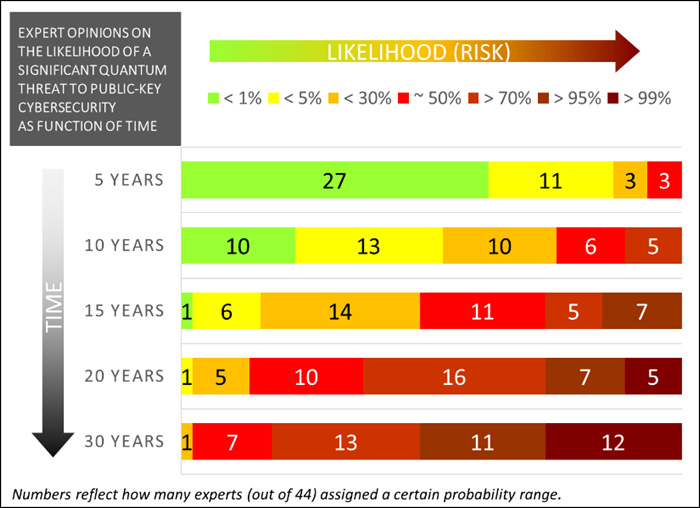 EXPERT OPINIONS ON
THE LIKELIHOOD OF A
SIGNIFICANT QUANTUM
THREAT TO PUBLIC-KEY
CYBERSECURITY
AS FUNCTION OF TIME
LIKELIHOOD (RISK)
< 1% < 5% < 30% ~ 50% > 70% > 95% > 99%
TIME
5 YEARS 27 11 3 3
10 YEARS 10 13 10 6 5
15 YEARS 1 6 14 11 5 7
20 YEARS 1 5 10 16 7 5
30 YEARS 1 7 13 11 12
Numbers reflect how many experts (out of 44) assigned a certain probability range.